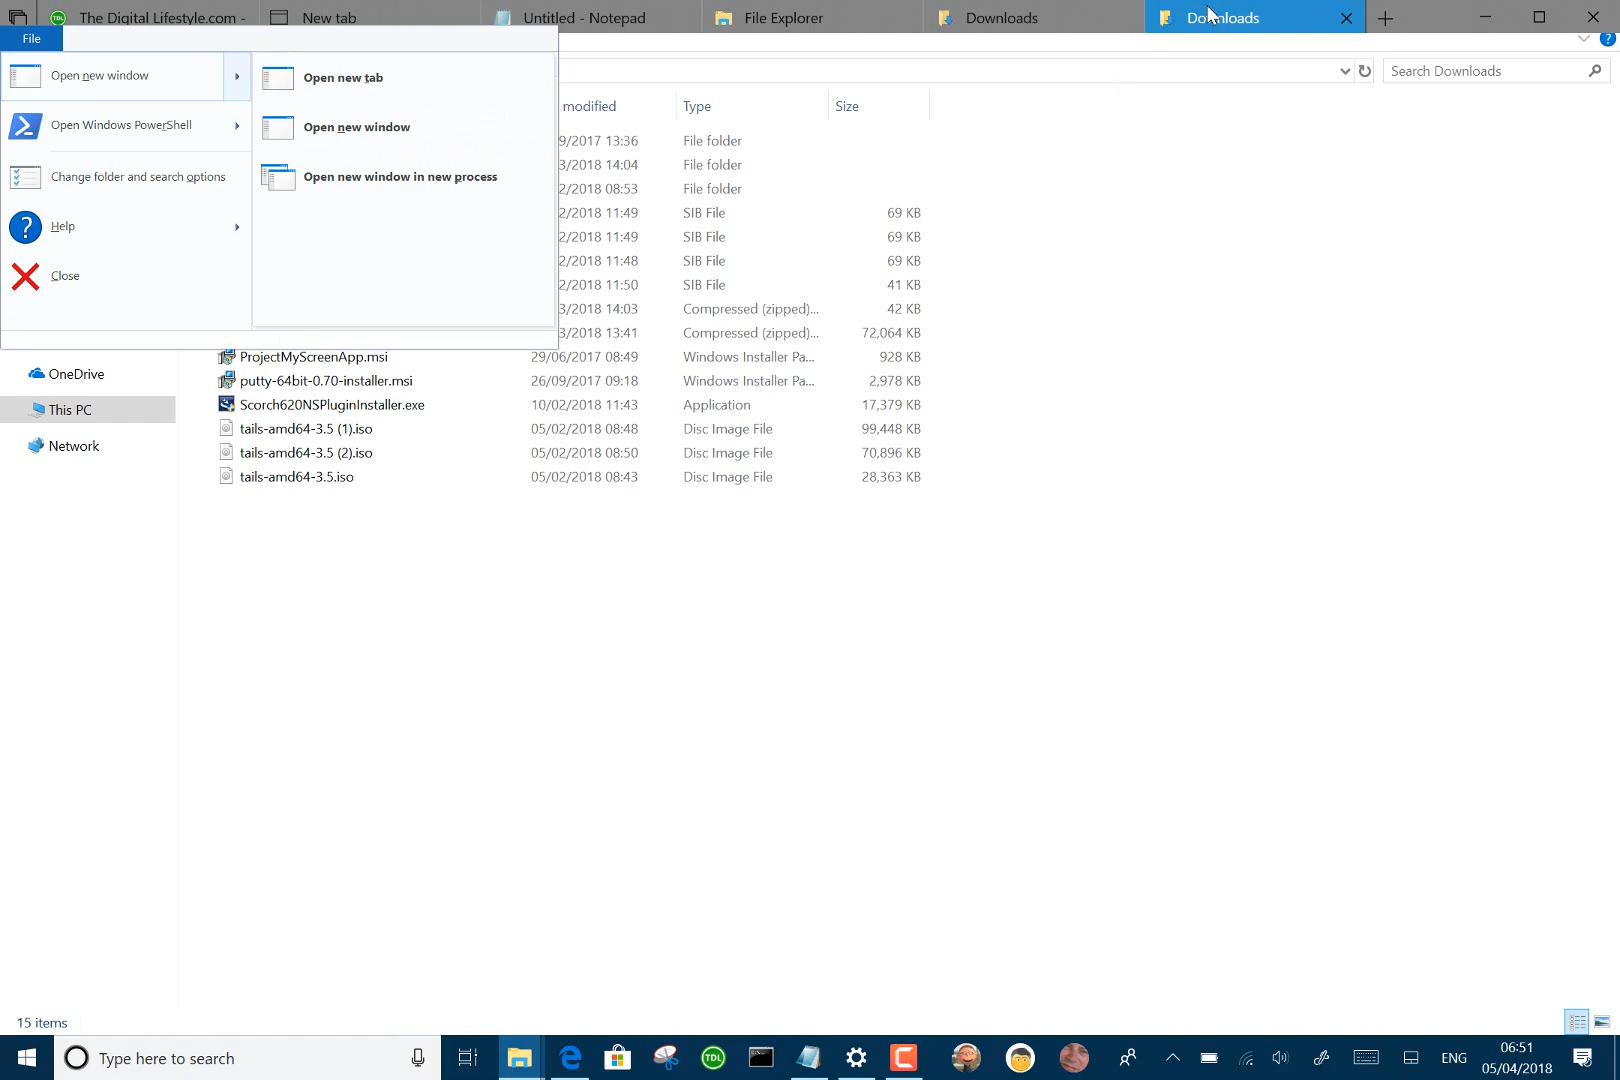 The Digital Lifestyle.com -
New tab
Untitled - Notepad
File Explorer
Downloads
Downloads
File
Open new window
Open Windows PowerShell
Change folder and search options
Help
Close
Open new tab
Open new window
Open new window in new process
Search Downloads
modified Type Size
9/2017 13:36 File folder
3/2018 14:04 File folder
2/2018 08:53 File folder
2/2018 11:49 SIB File 69 KB
2/2018 11:49 SIB File 69 KB
2/2018 11:48 SIB File 69 KB
2/2018 11:50 SIB File 41 KB
3/2018 14:03 Compressed (zipped)... 42 KB
3/2018 13:41 Compressed (zipped)... 72,064 KB
ProjectMyScreenApp.msi 29/06/2017 08:49 Windows Installer Pa... 928 KB
putty-64bit-0.70-installer.msi 26/09/2017 09:18 Windows Installer Pa... 2,978 KB
Scorch620NSPluginInstaller.exe 10/02/2018 11:43 Application 17,379 KB
tails-amd64-3.5 (1).iso 05/02/2018 08:48 Disc Image File 99,448 KB
tails-amd64-3.5 (2).iso 05/02/2018 08:50 Disc Image File 70,896 KB
tails-amd64-3.5.iso 05/02/2018 08:43 Disc Image File 28,363 KB
OneDrive
This PC
Network
15 items
Type here to search
TDL
ENG
06:51
05/04/2018